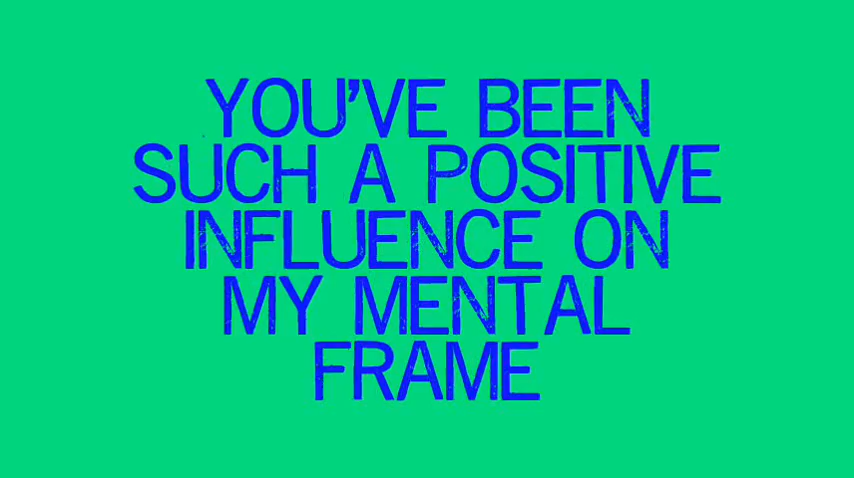 YOU'VE BEEN
SUCH A POSITIVE
INFLUENCE ON
MY MENTAL
FRAME